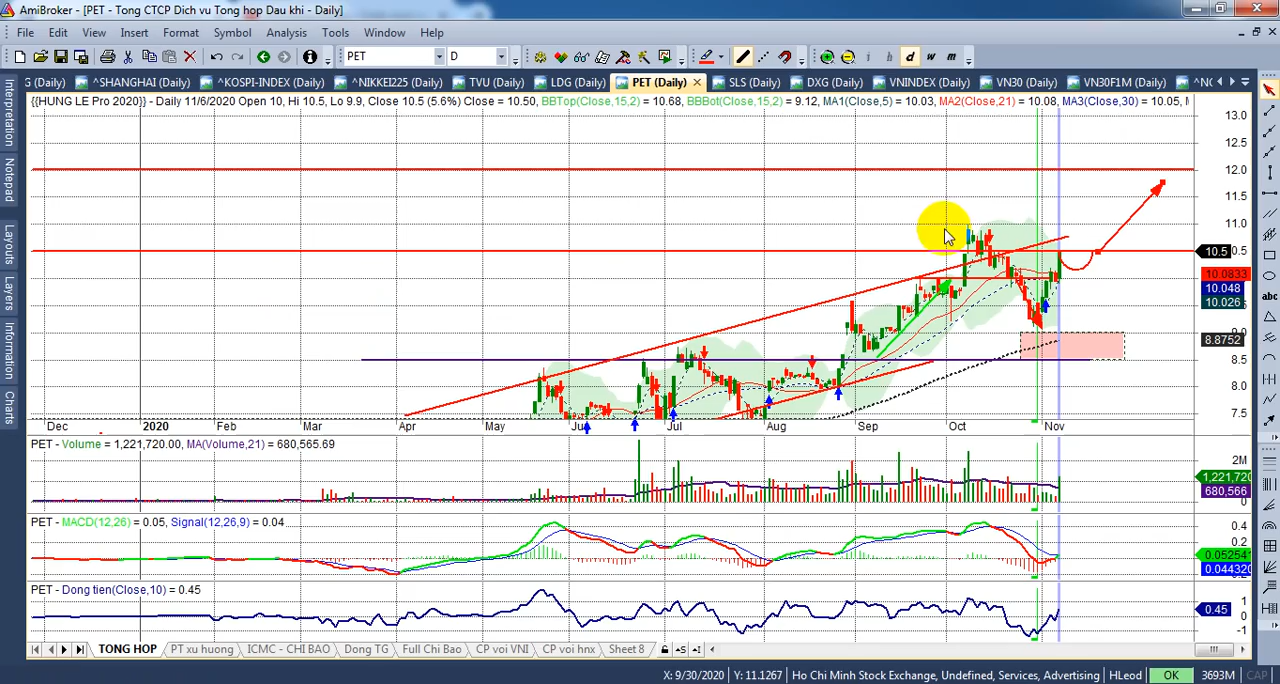 AmiBroker - [PET - Tong CTCP Dich vu Tong hop Dau khi - Daily]
File Edit View Insert Format Symbol Analysis Tools Window Help
PET D i h d w m
G (Daily) ^SHANGHAI (Daily) ^KOSPI-INDEX (Daily) ^NIKKEI225 (Daily) TVU (Daily) LDG (Daily) PET (Daily) SLS (Daily) DXG (Daily) VNINDEX (Daily) VN30 (Daily) VN30F1M (Daily)
{{HUNG LE Pro 2020}} - Daily 11/6/2020 Open 10, Hi 10.5, Lo 9.9, Close 10.5 (5.6%) Close = 10.50, BBTop(Close,15,2) = 10.68, BBBot(Close,15,2) = 9.12, MA1(Close,5) = 10.03, MA2(Close,21) = 10.08, MA3(Close,30) = 10.05,
Interpretation
Notepad
Layouts
Layers
Information
Charts
13.0
12.5
12.0
11.5
11.0
10.5
10.0833
10.048
10.026
8.8752
8.5
8.0
7.5
Dec 2020 Feb Mar Apr May Jul Aug Sep Oct Nov
PET - Volume = 1,221,720.00, MA(Volume,21) = 680,565.69
2M
1,221,720
680,566
PET - MACD(12,26) = 0.05, Signal(12,26,9) = 0.04
0.4
0.2
0.05254
0.04432
PET - Dong tien(Close,10) = 0.45
1
0.45
-1
TONG HOP PT xu huong ICMC - CHI BAO Dong TG Full Chi Bao CP voi VNI CP voi hnx Sheet 8
X: 9/30/2020 Y: 11.1267 Ho Chi Minh Stock Exchange, Undefined, Services, Advertising HLeod OK 3693M CAP
abc